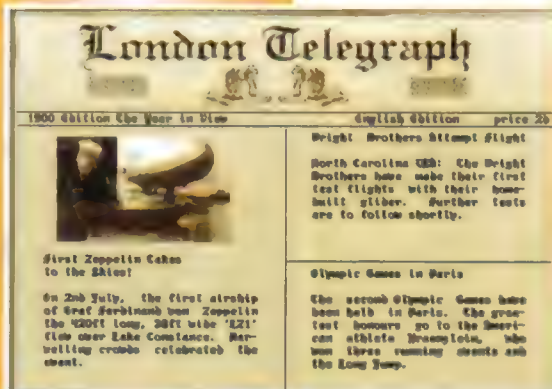 London Telegraph
1900 Edition The Year in View
English Edition price 2d
First Zeppelin Takes
to the Skies!
On 2nd July, the first airship
of Graf Ferdinand von Zeppelin
the 420ft long, 38ft wide 'LZ1'
flew over Lake Constance. Mar-
velling crowds celebrated the
event.
Wright Brothers Attempt Flight
North Carolina USA: The Wright
Brothers have made their first
test flights with their home-
built glider. Further tests
are to follow shortly.
Olympic Games in Paris
The second Olympic Games have
been held in Paris. The grea-
test honours go to the Ameri-
can athlete Kraenzlein, who
won three running events and
the Long Jump.